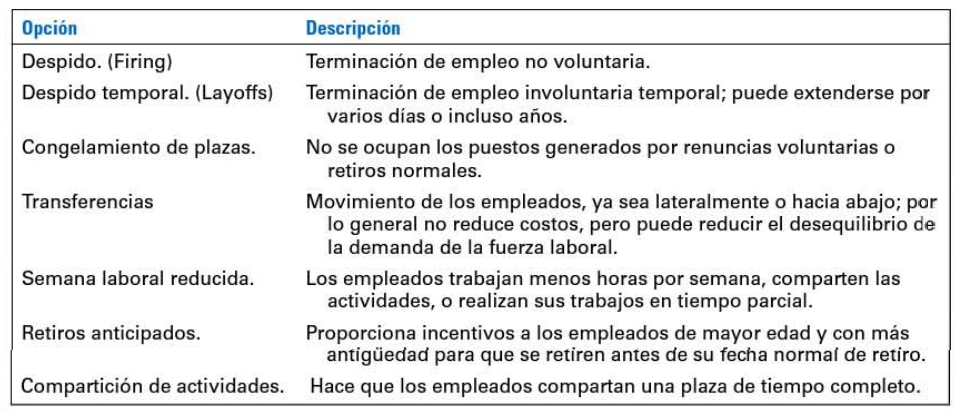 Opción Descripción
Despido. (Firing) Terminación de empleo no voluntaria.
Despido temporal. (Layoffs) Terminación de empleo involuntaria temporal; puede extenderse por
varios días o incluso años.
Congelamiento de plazas. No se ocupan los puestos generados por renuncias voluntarias o
retiros normales.
Transferencias Movimiento de los empleados, ya sea lateralmente o hacia abajo; por
lo general no reduce costos, pero puede reducir el desequilibrio de
la demanda de la fuerza laboral.
Semana laboral reducida. Los empleados trabajan menos horas por semana, comparten las
actividades, o realizan sus trabajos en tiempo parcial.
Retiros anticipados. Proporciona incentivos a los empleados de mayor edad y con más
antigüedad para que se retiren antes de su fecha normal de retiro.
Compartición de actividades. Hace que los empleados compartan una plaza de tiempo completo.